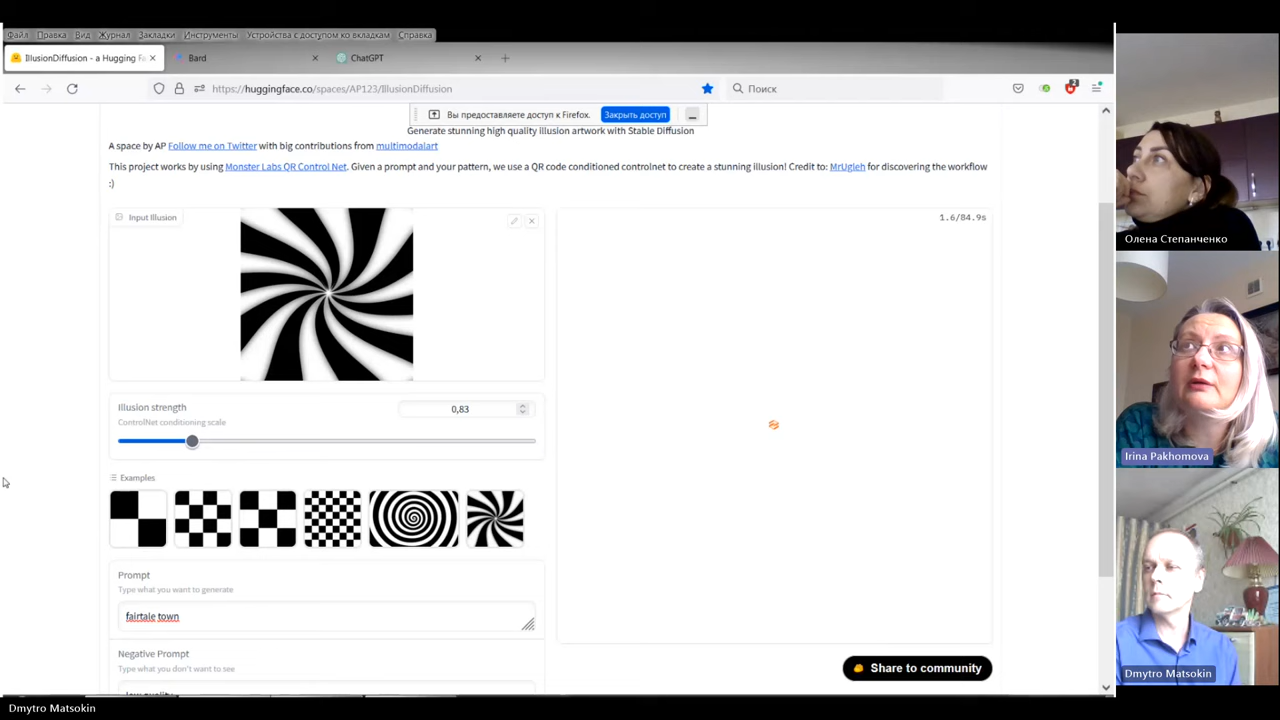 Файл Правка Вид Журнал Закладки Инструменты Устройства с доступом ко вкладкам Справка
IllusionDiffusion - a Hugging Fa Bard ChatGPT
https://huggingface.co/spaces/AP123/IllusionDiffusion Поиск 2
Вы предоставляете доступ к Firefox. Закрыть доступ
Generate stunning high quality illusion artwork with Stable Diffusion
A space by AP Follow me on Twitter with big contributions from multimodalart
This project works by using Monster Labs QR Control Net. Given a prompt and your pattern, we use a QR code conditioned controlnet to create a stunning illusion! Credit to: MrUgleh for discovering the workflow
:)
Input Illusion
1.6/84.9s
Illusion strength
0,83
ControlNet conditioning scale
Examples
Prompt
Type what you want to generate
fairtale town
Negative Prompt
Type what you don't want to see
low quality
Share to community
Олена Степанченко
Irina Pakhomova
Dmytro Matsokin
Dmytro Matsokin